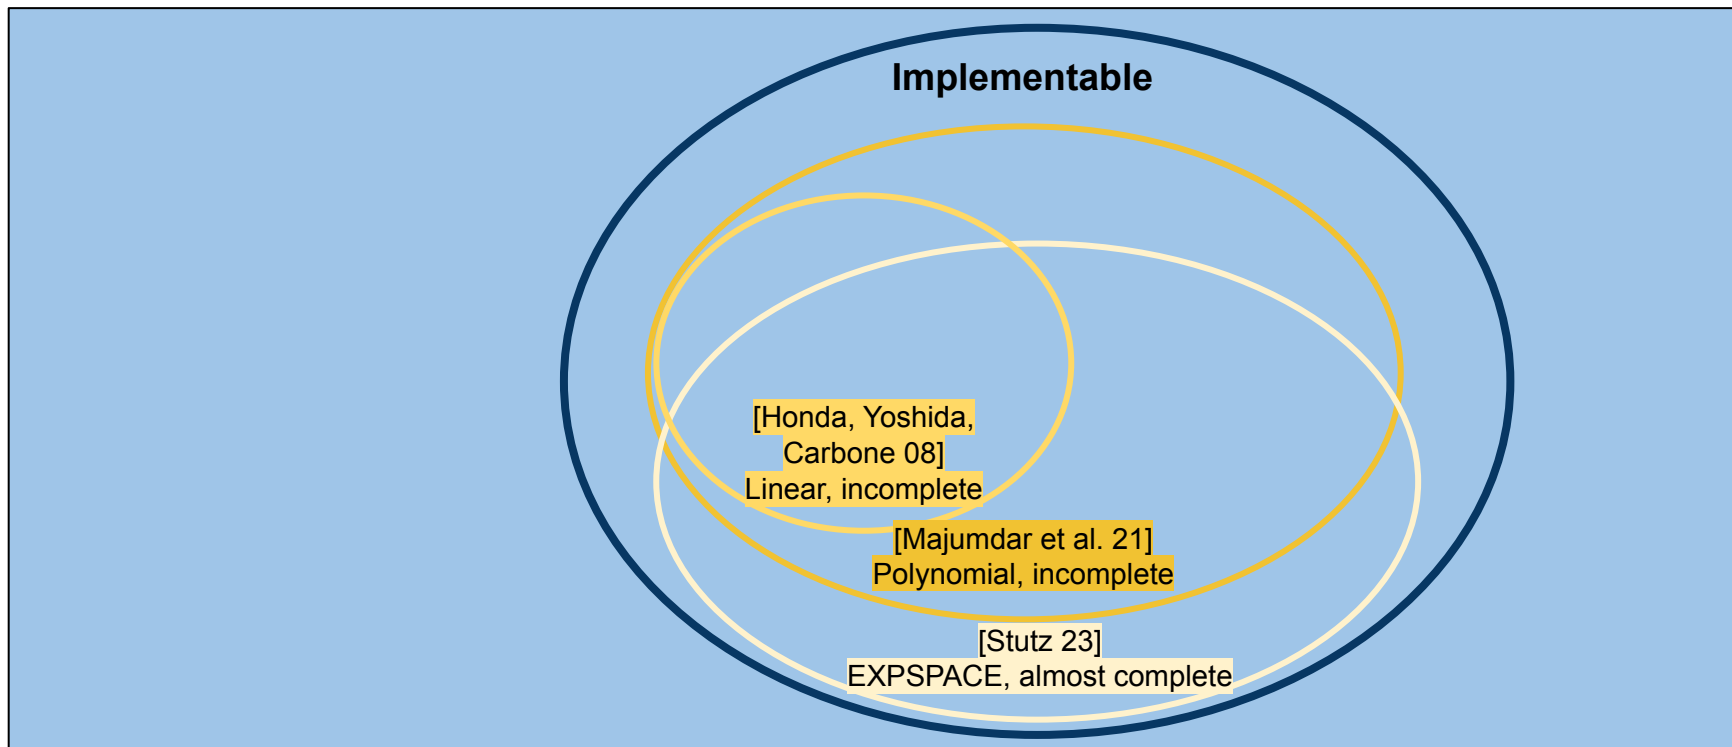 Implementable
[Honda, Yoshida,
Carbone 08]
Linear, incomplete
[Majumdar et al. 21]
Polynomial, incomplete
[Stutz 23]
EXPSPACE, almost complete